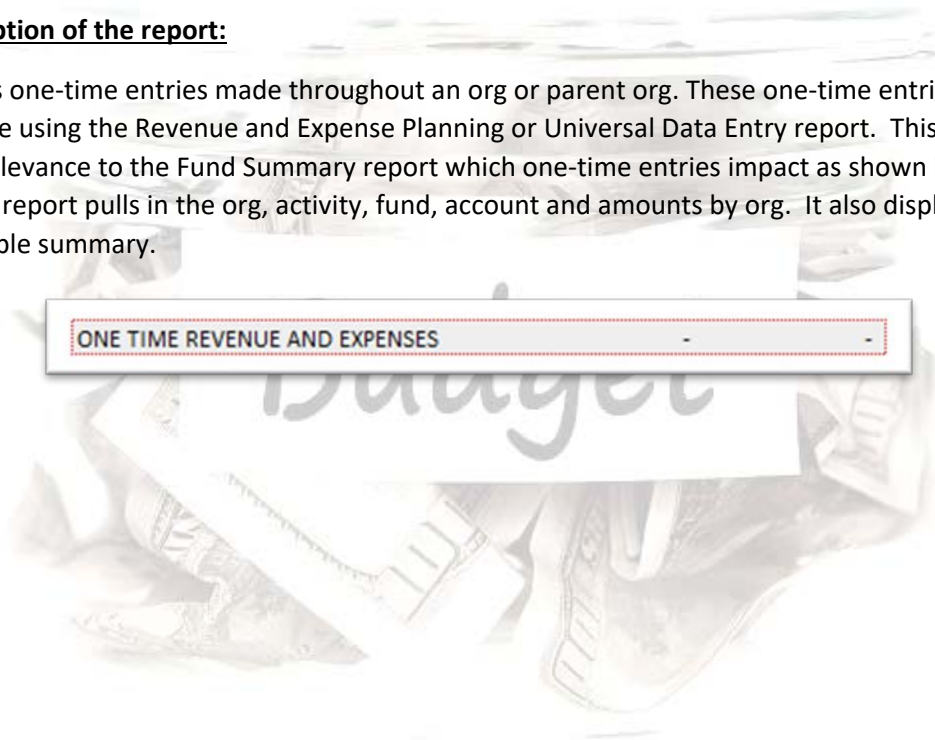 ption of the report:
s one-time entries made throughout an org or parent org. These one-time entri
e using the Revenue and Expense Planning or Universal Data Entry report. This
levance to the Fund Summary report which one-time entries impact as shown
report pulls in the org, activity, fund, account and amounts by org. It also displ
ple summary.
ONE TIME REVENUE AND EXPENSES - -
Budget